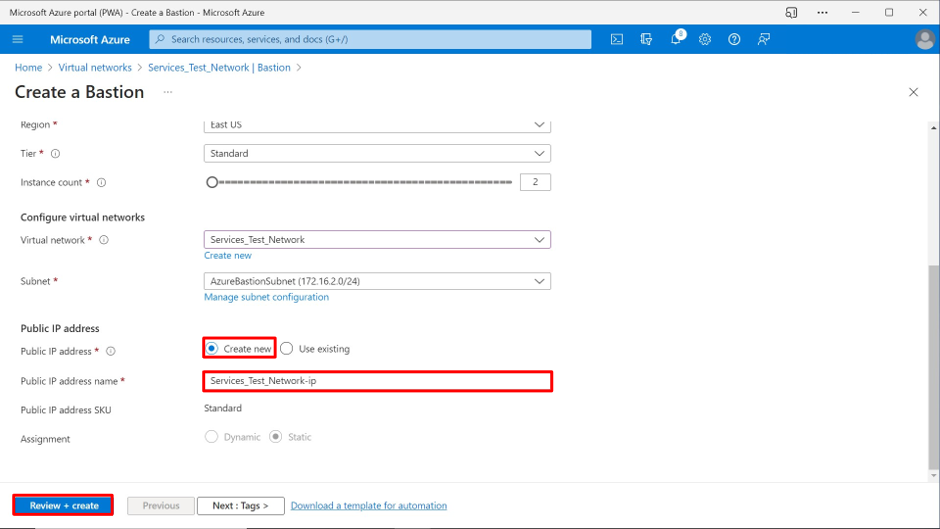 Microsoft Azure portal (PWA) - Create a Bastion - Microsoft Azure
Microsoft Azure
Search resources, services, and docs (G+/)
8
Home > Virtual networks > Services_Test_Network | Bastion >
Create a Bastion ...
Region *
East US
Tier *
Standard
Instance count *
2
Configure virtual networks
Virtual network *
Services_Test_Network
Create new
Subnet *
AzureBastionSubnet (172.16.2.0/24)
Manage subnet configuration
Public IP address
Public IP address *
Create new
Use existing
Public IP address name *
Services_Test_Network-ip
Public IP address SKU
Standard
Assignment
Dynamic
Static
Review + create
Previous
Next : Tags >
Download a template for automation